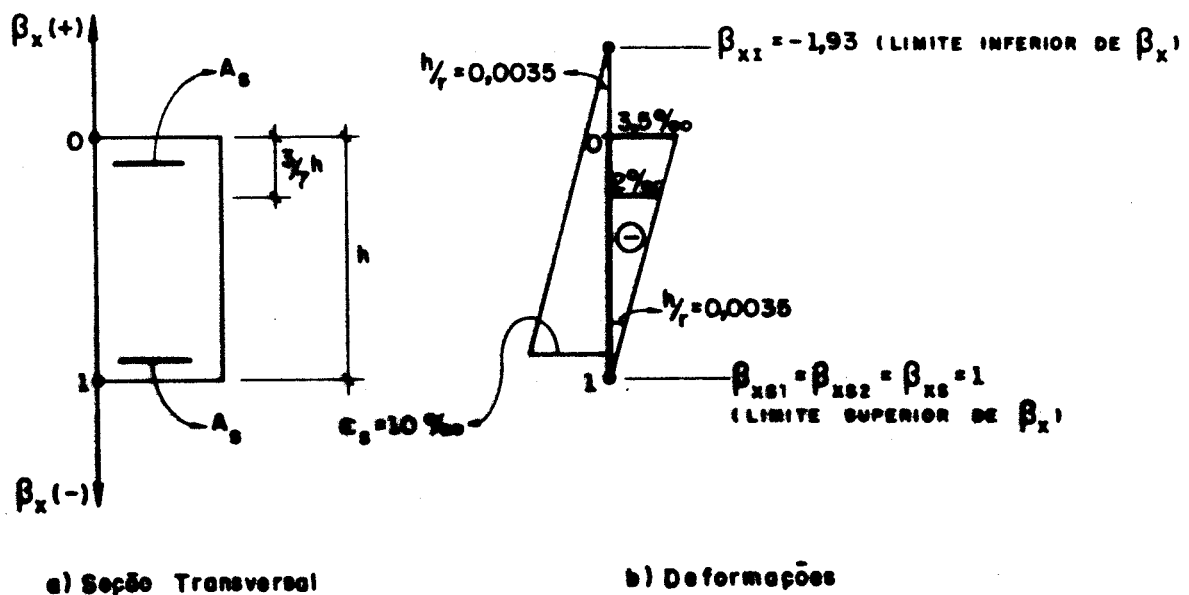 βx(+)
As
0
3/7 h
h
1
As
βx(-)
a) Seção Transversal
h/r = 0,0035
βXI = -1,93 (LIMITE INFERIOR DE βx)
3,5‰
0
2‰
-
h/r = 0,0035
1
βXS1 = βXS2 = βXS = 1
(LIMITE SUPERIOR DE βx)
εs = 10‰
b) Deformações